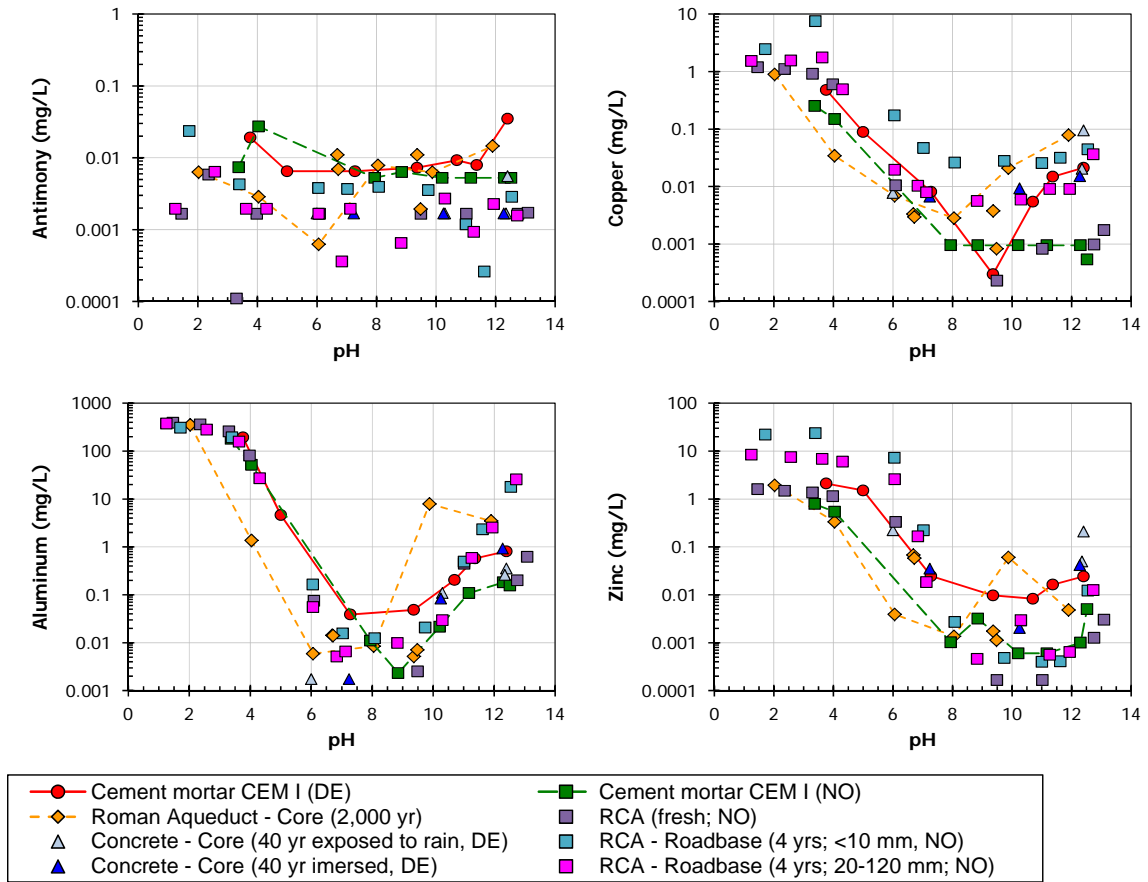 Antimony (mg/L)
1
0.1
0.01
0.001
0.0001
0 2 4 6 8 10 12 14
pH
Copper (mg/L)
10
1
0.1
0.01
0.001
0.0001
0 2 4 6 8 10 12 14
pH
Aluminum (mg/L)
1000
100
10
1
0.1
0.01
0.001
0 2 4 6 8 10 12 14
pH
Zinc (mg/L)
100
10
1
0.1
0.01
0.001
0.0001
0 2 4 6 8 10 12 14
pH
Cement mortar CEM I (DE)
Roman Aqueduct - Core (2,000 yr)
Concrete - Core (40 yr exposed to rain, DE)
Concrete - Core (40 yr imersed, DE)
Cement mortar CEM I (NO)
RCA (fresh; NO)
RCA - Roadbase (4 yrs; <10 mm, NO)
RCA - Roadbase (4 yrs; 20-120 mm; NO)